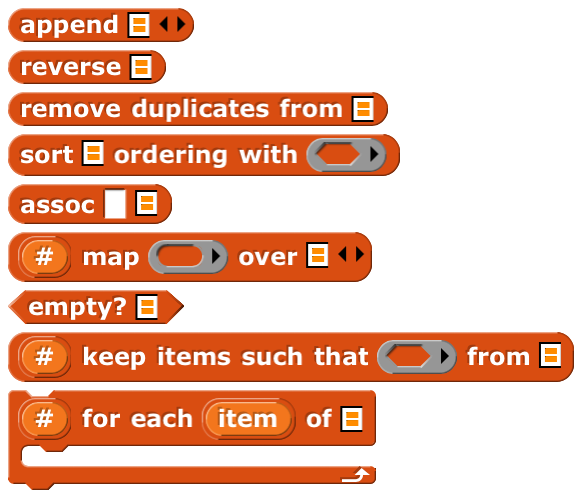 append
reverse
remove duplicates from
sort ordering with
assoc
# map over
empty?
# keep items such that from
# for each item of